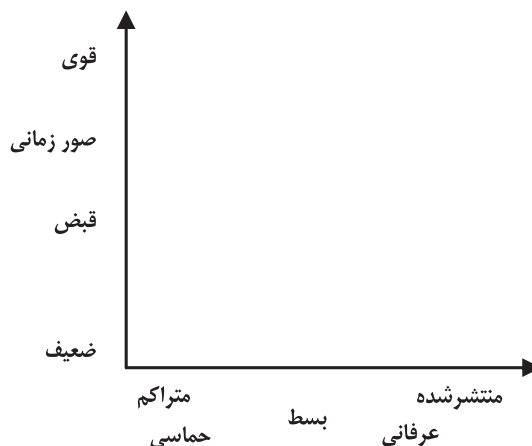 قوی
صور زمانی
قبض
ضعیف
متراکم
منتشرشده
بسط
حماسی
عرفانی